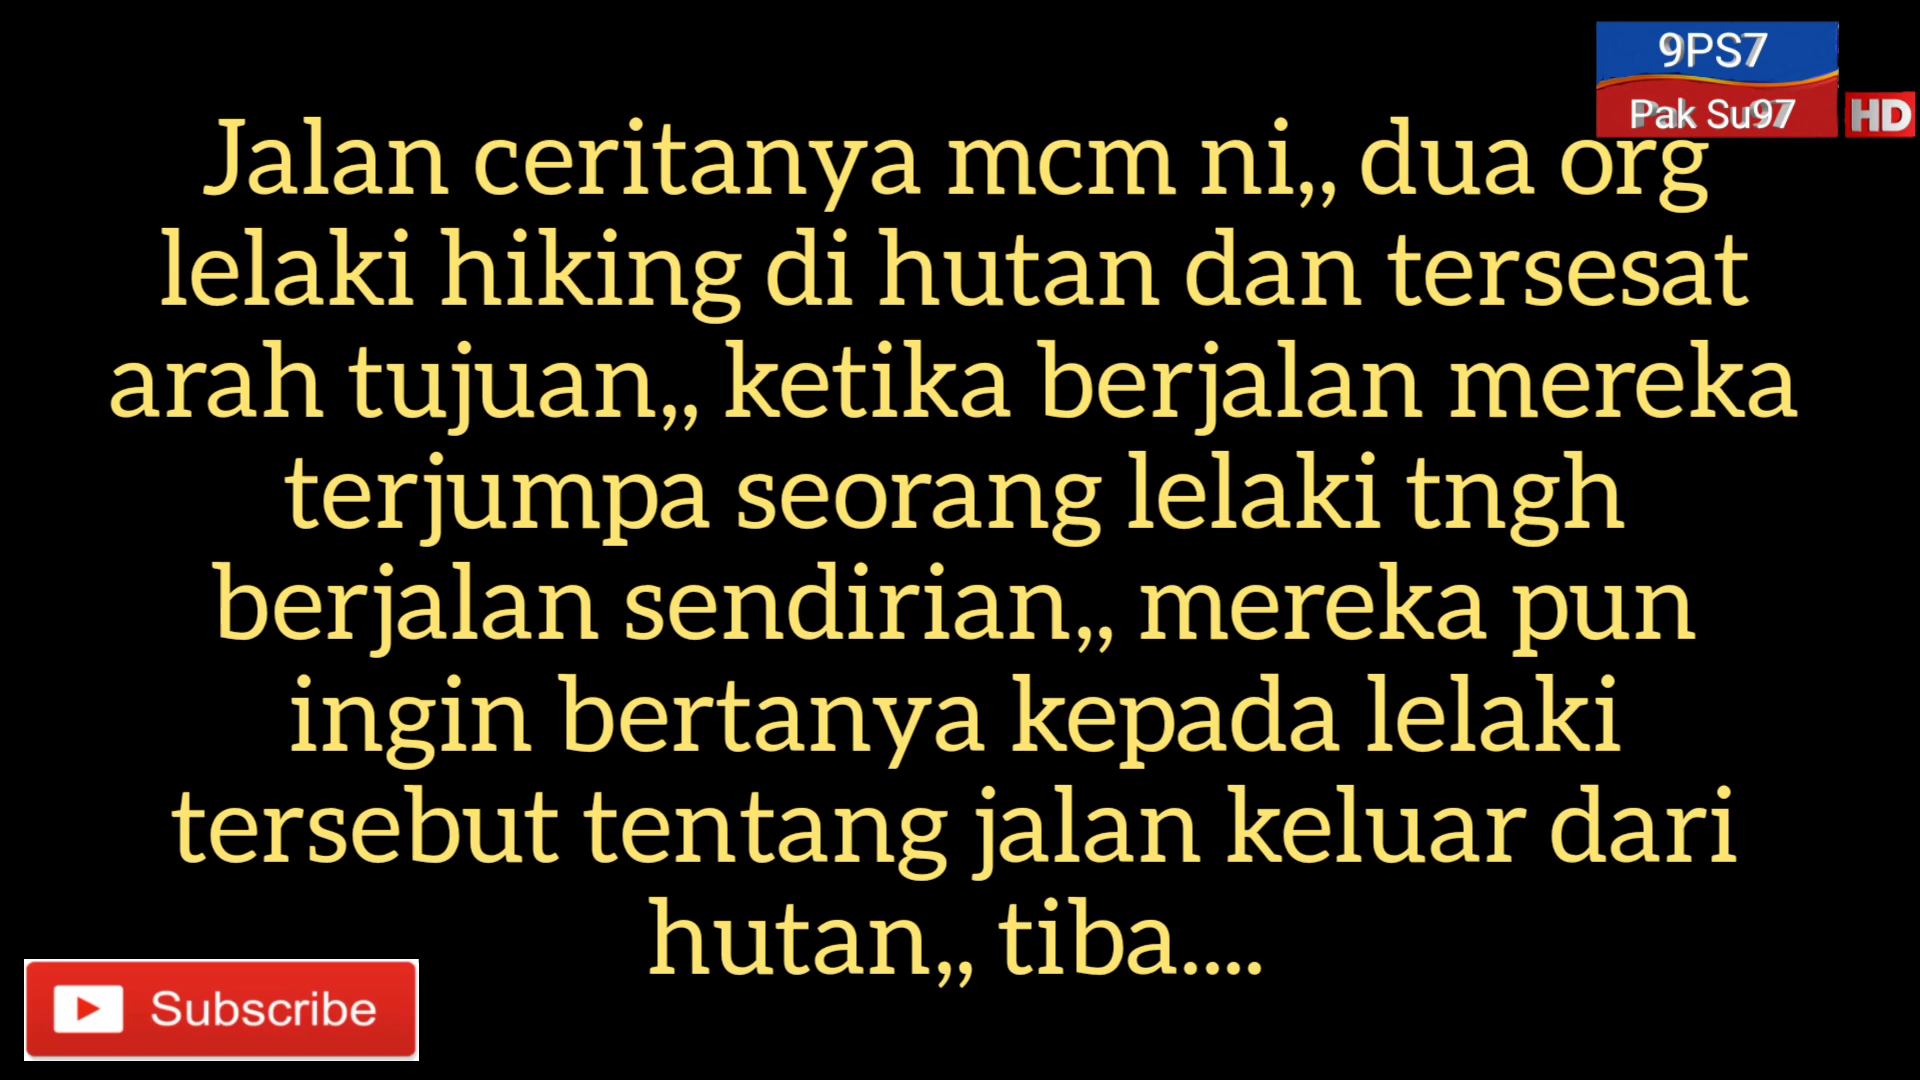 9PS7
Pak Su97
HD
Jalan ceritanya mcm ni,, dua org
lelaki hiking di hutan dan tersesat
arah tujuan,, ketika berjalan mereka
terjumpa seorang lelaki tngh
berjalan sendirian,, mereka pun
ingin bertanya kepada lelaki
tersebut tentang jalan keluar dari
hutan,, tiba....
Subscribe